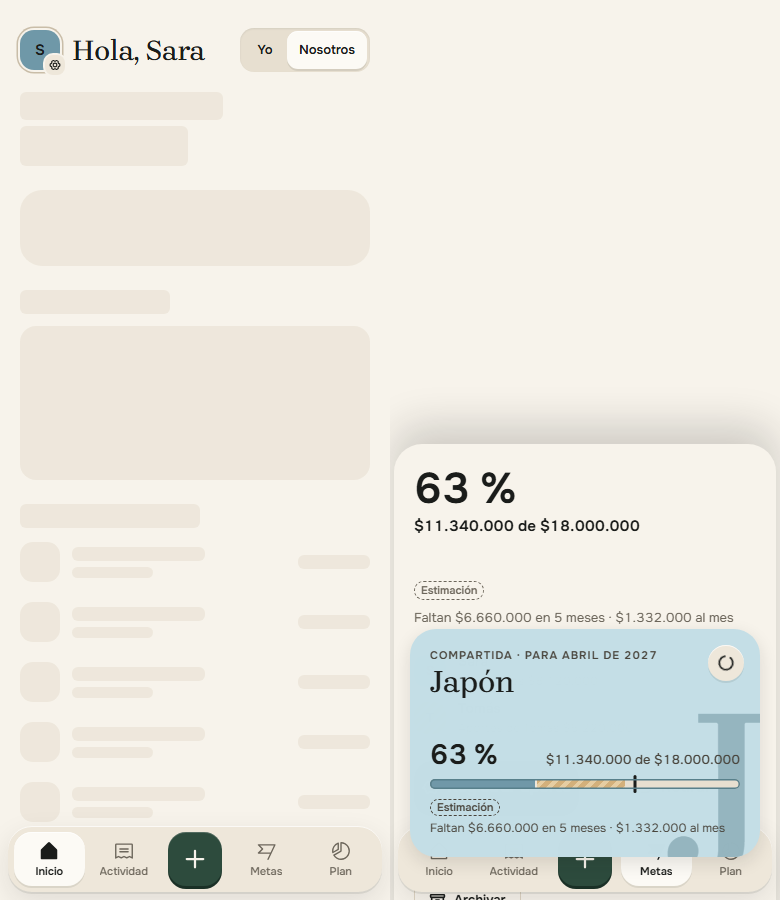 S
Hola, Sara
Yo
Nosotros
Inicio
Actividad
Metas
Plan
63 %
$11.340.000 de $18.000.000
Estimación
Faltan $6.660.000 en 5 meses · $1.332.000 al mes
COMPARTIDA · PARA ABRIL DE 2027
Japón
J
63 %
$11.340.000 de $18.000.000
Estimación
Faltan $6.660.000 en 5 meses · $1.332.000 al mes
Inicio
Actividad
Metas
Plan
Archivar